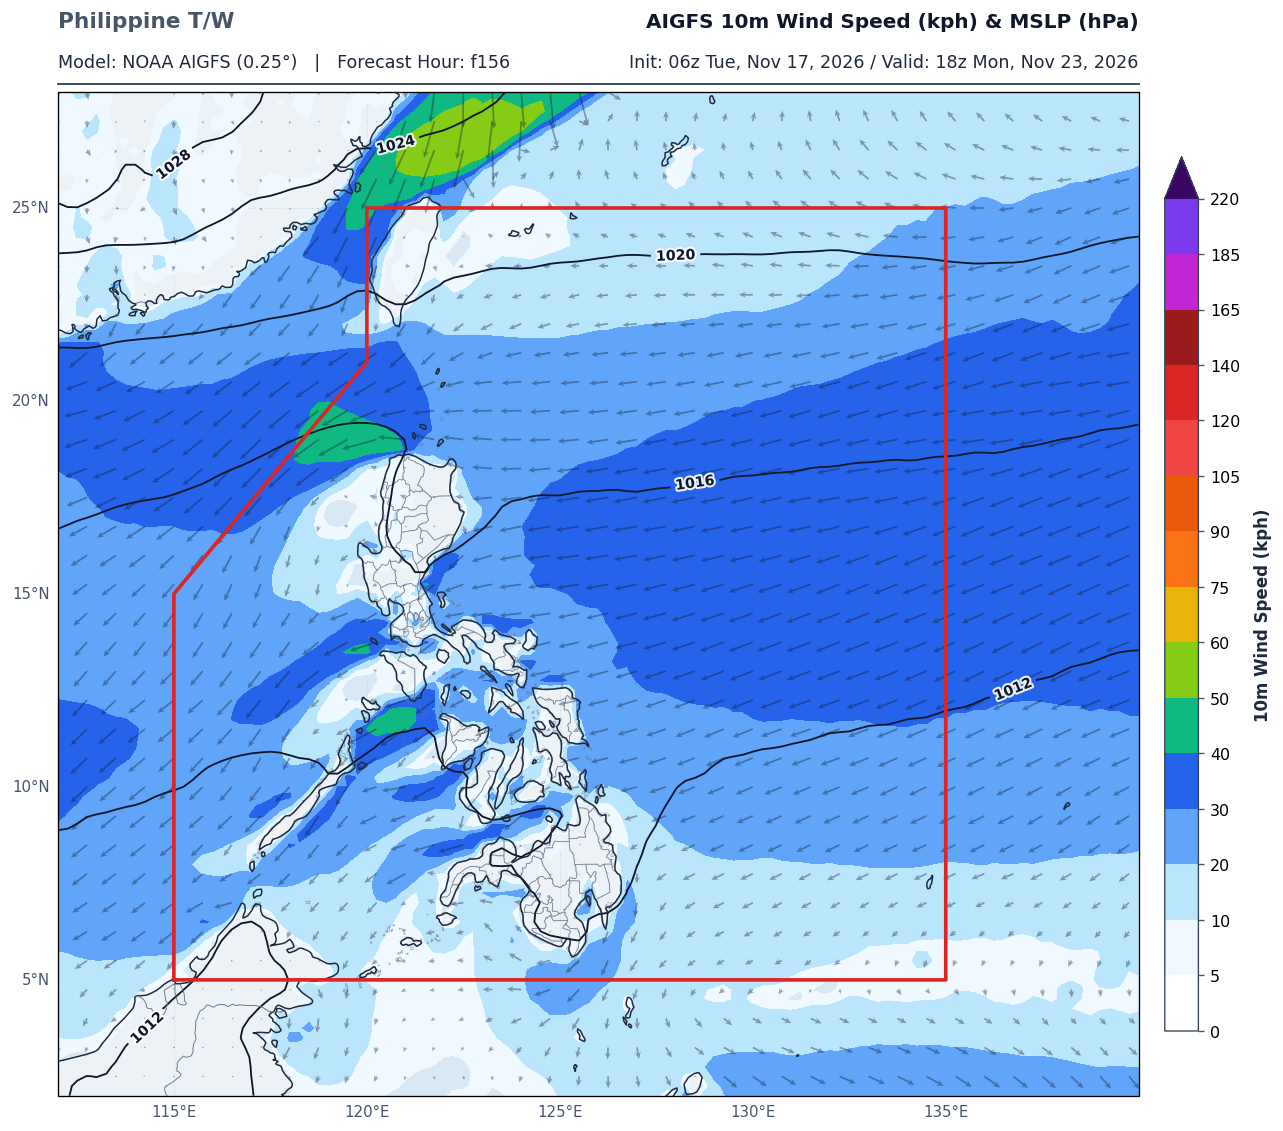 Philippine T/W
AIGFS 10m Wind Speed (kph) & MSLP (hPa)
Model: NOAA AIGFS (0.25°) | Forecast Hour: f156
Init: 06z Tue, Nov 17, 2026 / Valid: 18z Mon, Nov 23, 2026
1024
1028
1020
1016
1012
1012
25°N
20°N
15°N
10°N
5°N
115°E
120°E
125°E
130°E
135°E
220
185
165
140
120
105
90
75
60
50
40
30
20
10
5
0
10m Wind Speed (kph)